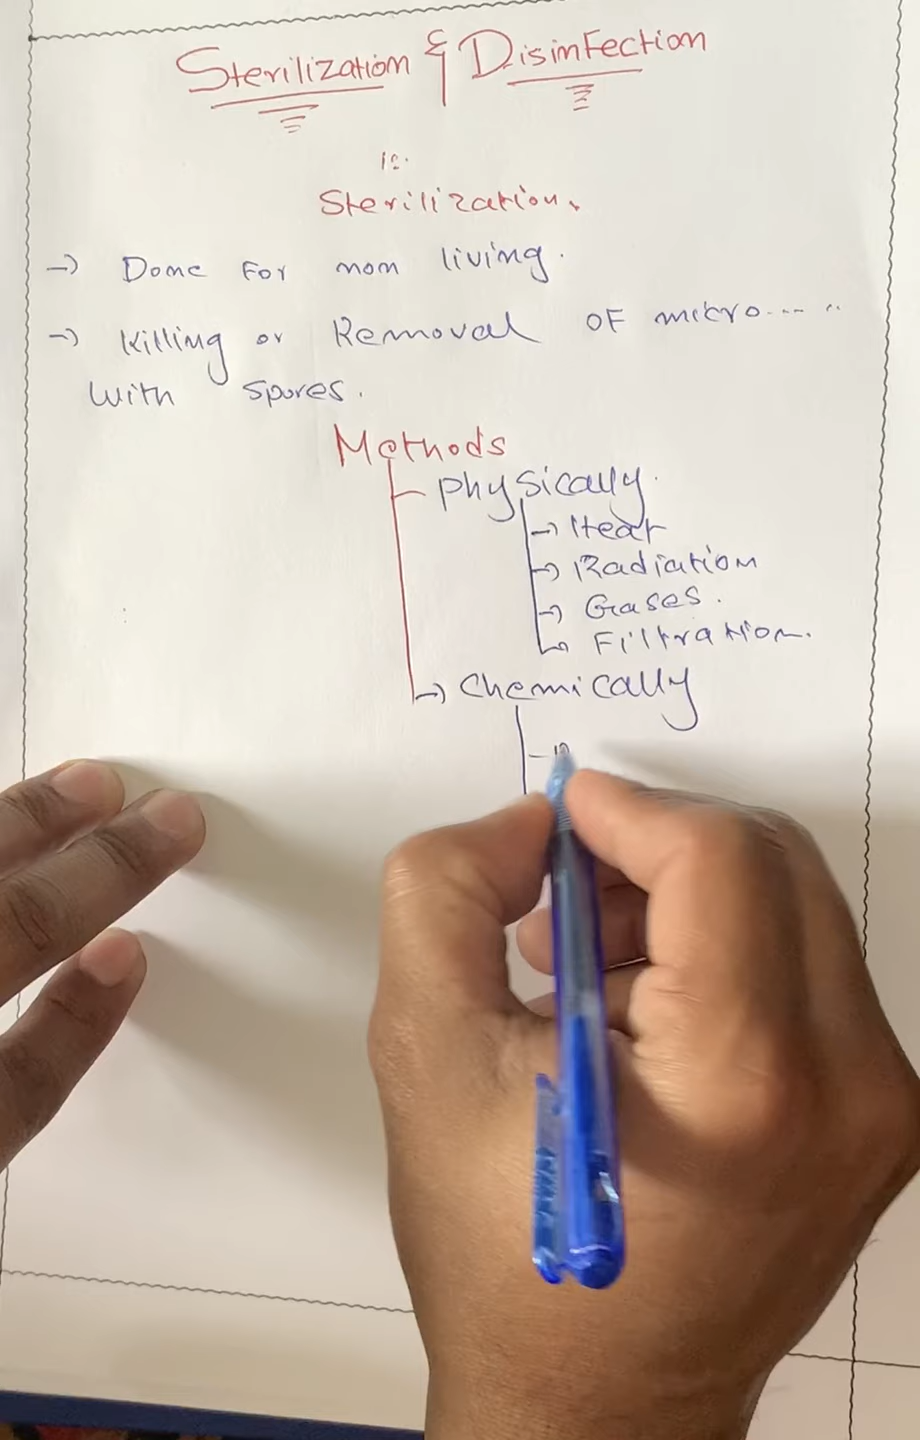 Sterilization & Disinfection
Sterilization.
→ Done For non living.
→ Killing or Removal OF micro.....
with spores.
Methods
Physically.
→ Heat
→ Radiation
→ Gases.
→ Filtration.
→ Chemically